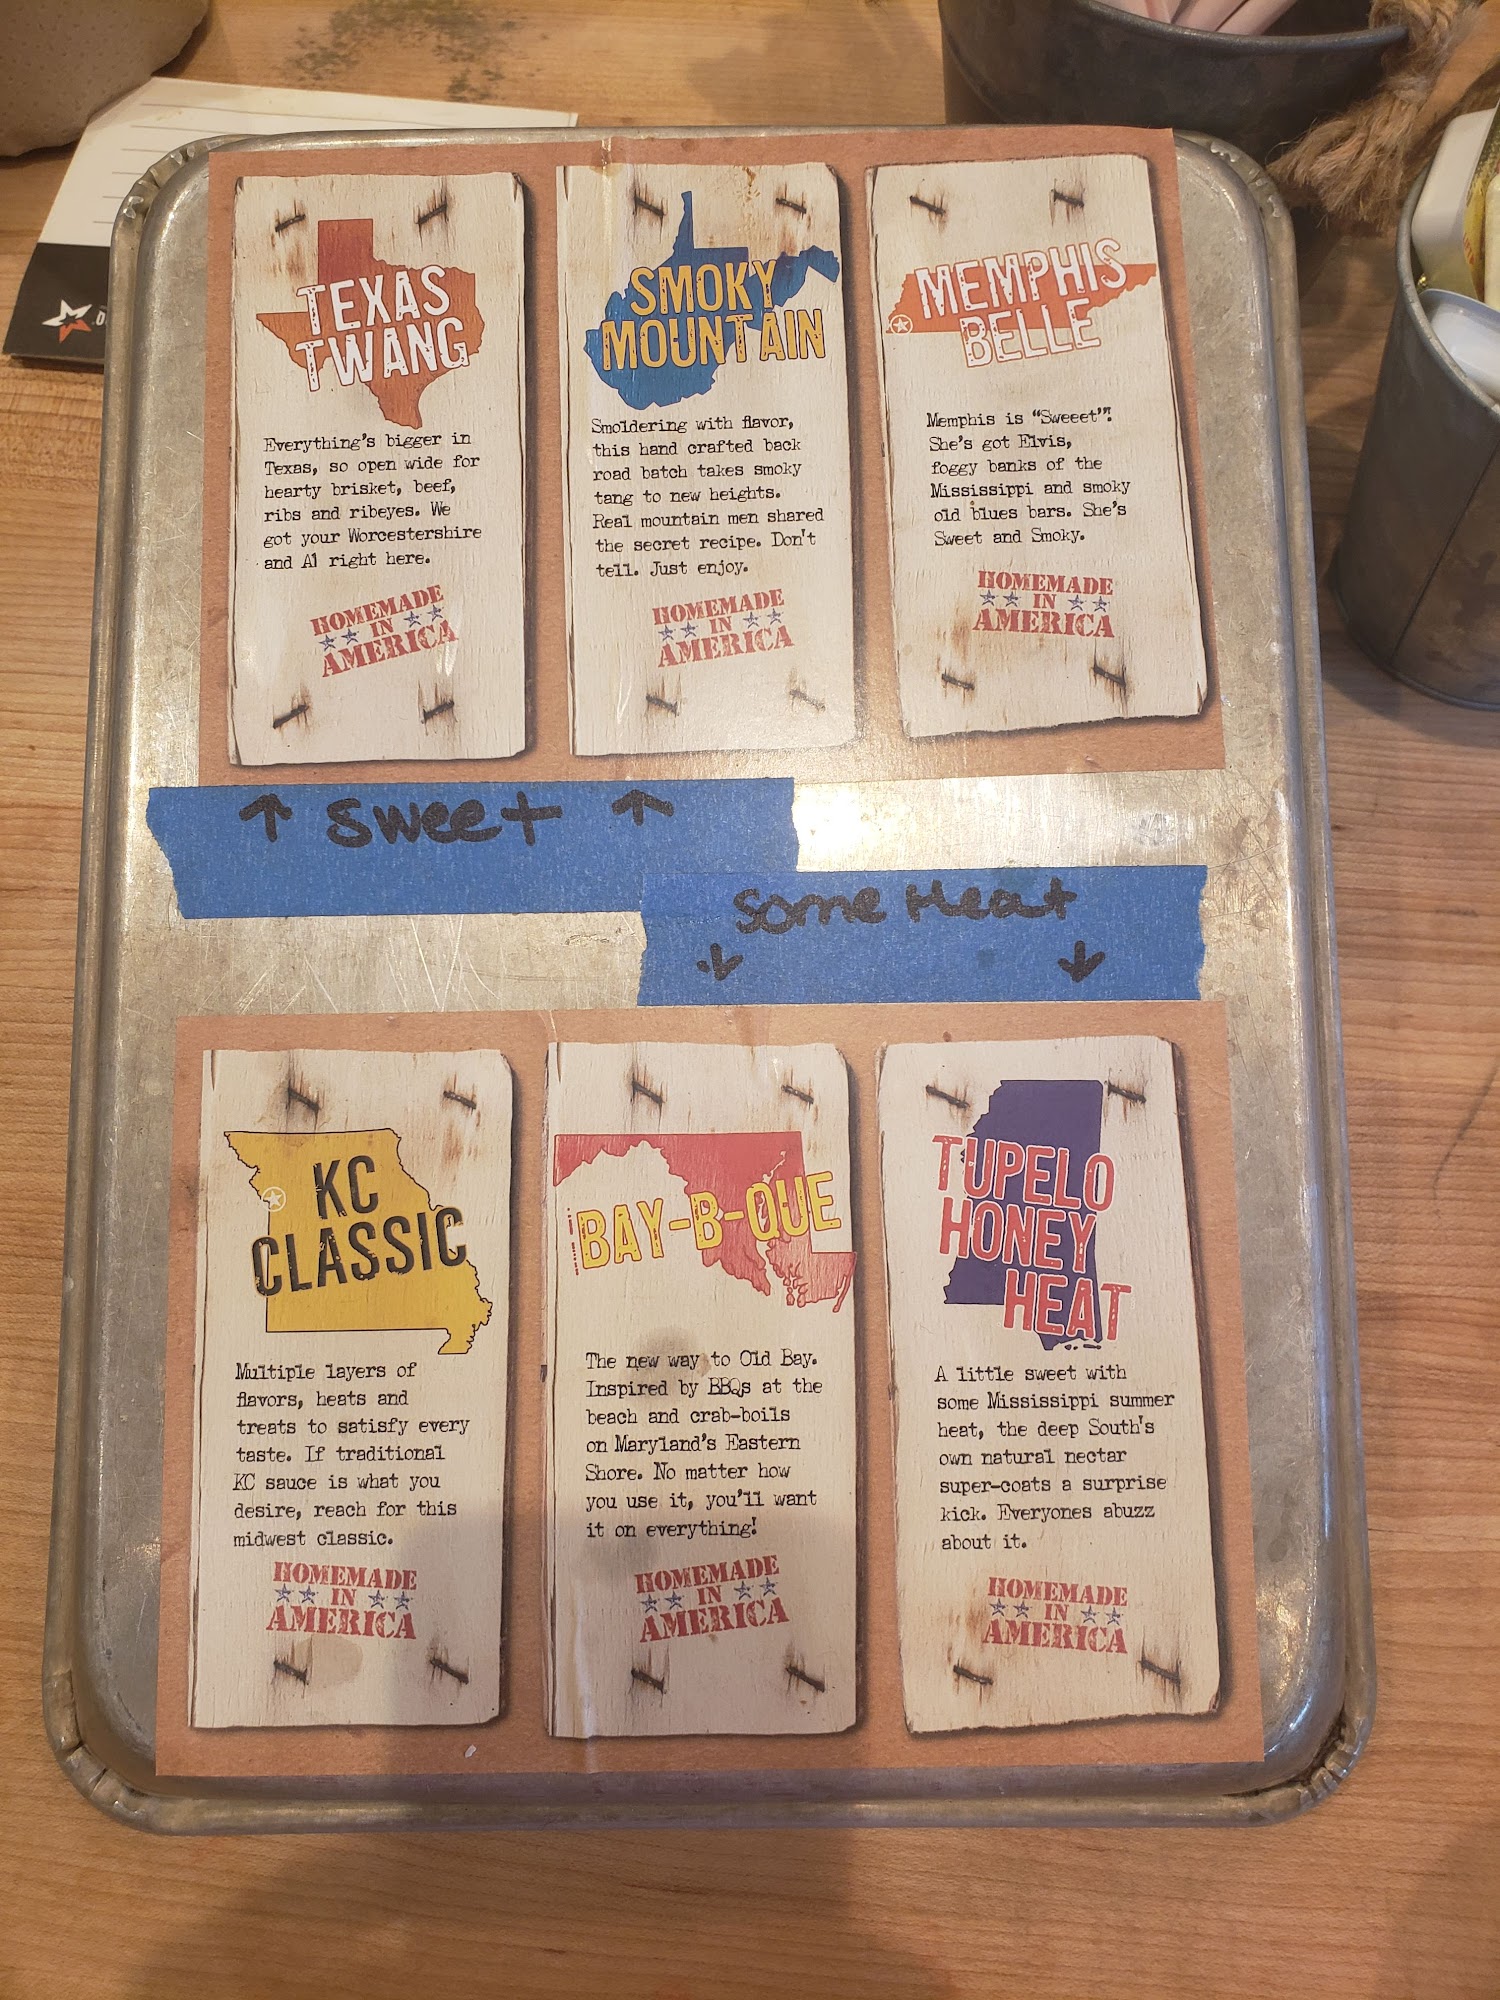 TEXAS
TWANG
Everything's bigger in
Texas, so open wide for
hearty brisket, beef,
ribs and ribeyes. We
got your Worcestershire
and A1 right here.
HOMEMADE
IN
AMERICA
SMOKY
MOUNTAIN
Smoldering with flavor,
this hand crafted back
road batch takes smoky
tang to new heights.
Real mountain men shared
the secret recipe. Don't
tell. Just enjoy.
HOMEMADE
IN
AMERICA
MEMPHIS
BELLE
Memphis is "Sweeet"!
She's got Elvis,
foggy banks of the
Mississippi and smoky
old blues bars. She's
Sweet and Smoky.
HOMEMADE
IN
AMERICA
↑ Sweet ↑
Some Heat
↓ ↓
KC
CLASSIC
Multiple layers of
flavors, heats and
treats to satisfy every
taste. If traditional
KC sauce is what you
desire, reach for this
midwest classic.
HOMEMADE
IN
AMERICA
BAY-B-QUE
The new way to Old Bay.
Inspired by BBQs at the
beach and crab-boils
on Maryland's Eastern
Shore. No matter how
you use it, you'll want
it on everything!
HOMEMADE
IN
AMERICA
TUPELO
HONEY
HEAT
A little sweet with
some Mississippi summer
heat, the deep South's
own natural nectar
super-coats a surprise
kick. Everyones abuzz
about it.
HOMEMADE
IN
AMERICA